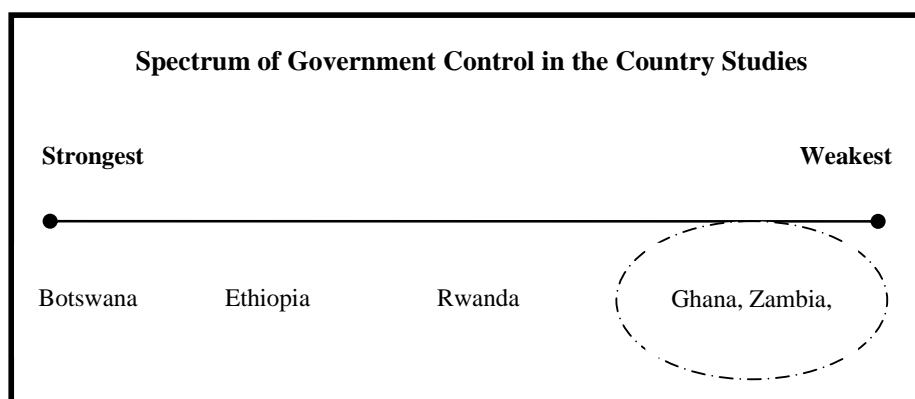 Spectrum of Government Control in the Country Studies
Strongest Weakest
Botswana Ethiopia Rwanda Ghana, Zambia,